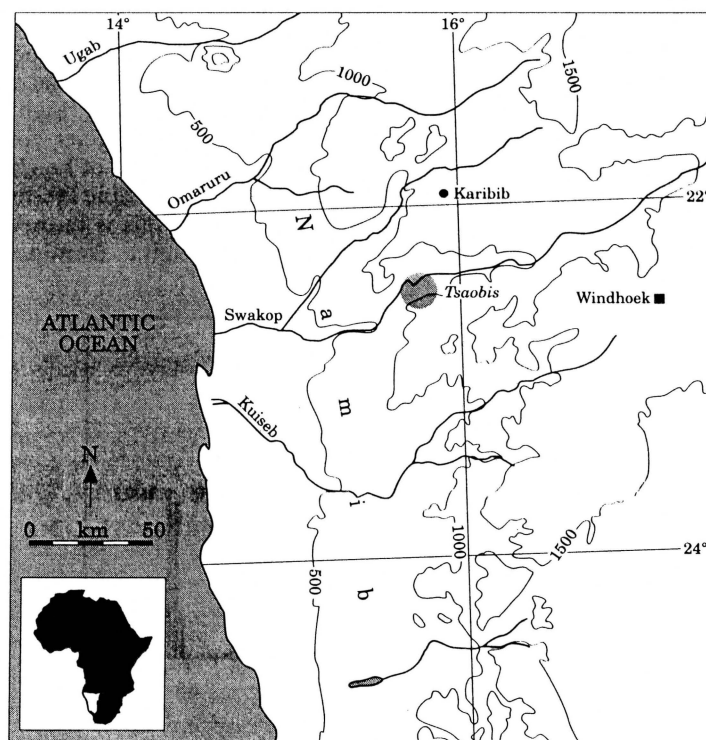 14°
16°
Ugab
1000
1500
500
Omaruru
Karibib
22°
N
a
m
i
b
Tsaobis
Swakop
Windhoek
ATLANTIC
OCEAN
Kuiseb
N
0 km 50
24°
500
1000
1500